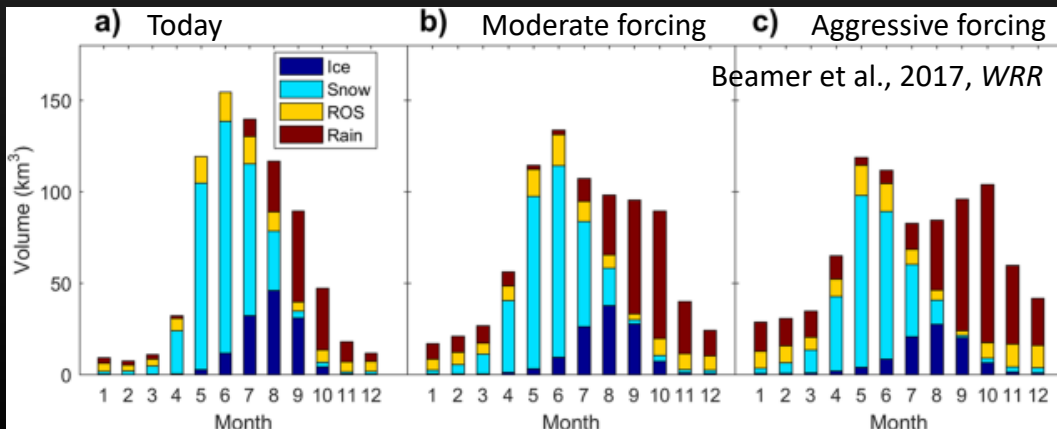 a) Today
b) Moderate forcing
c) Aggressive forcing
Beamer et al., 2017, WRR
Ice
Snow
ROS
Rain
Volume (km³)
150
100
50
0
1 2 3 4 5 6 7 8 9 10 11 12
1 2 3 4 5 6 7 8 9 10 11 12
1 2 3 4 5 6 7 8 9 10 11 12
Month
Month
Month